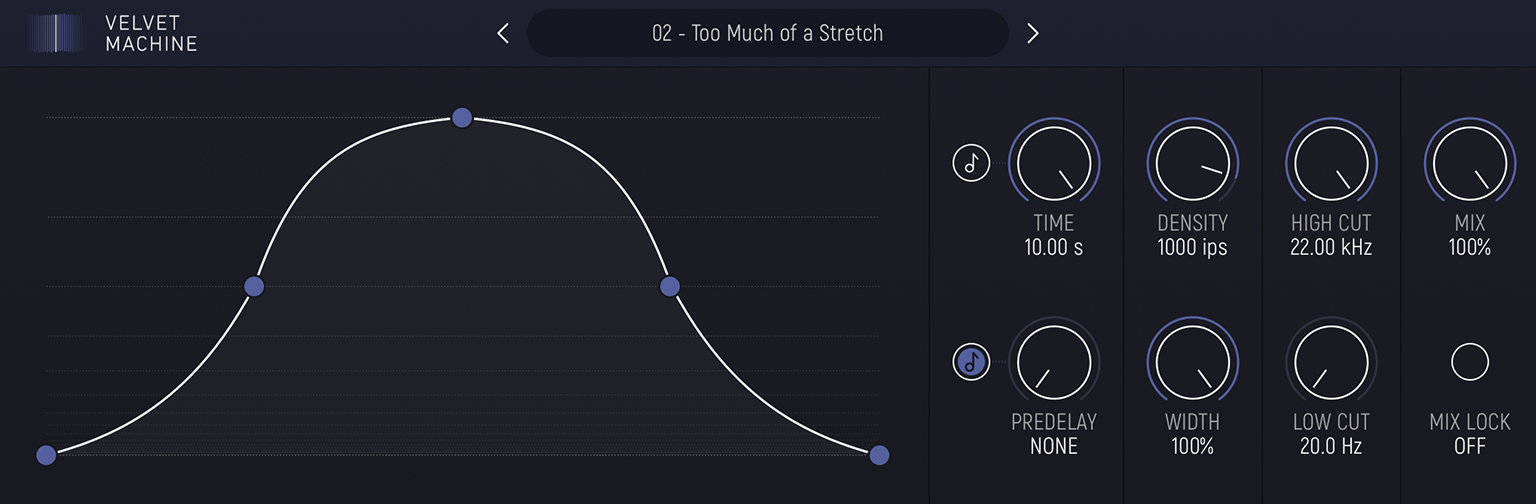 VELVET
MACHINE
02 - Too Much of a Stretch
TIME
10.00 s
DENSITY
1000 ips
HIGH CUT
22.00 kHz
MIX
100%
PREDELAY
NONE
WIDTH
100%
LOW CUT
20.0 Hz
MIX LOCK
OFF